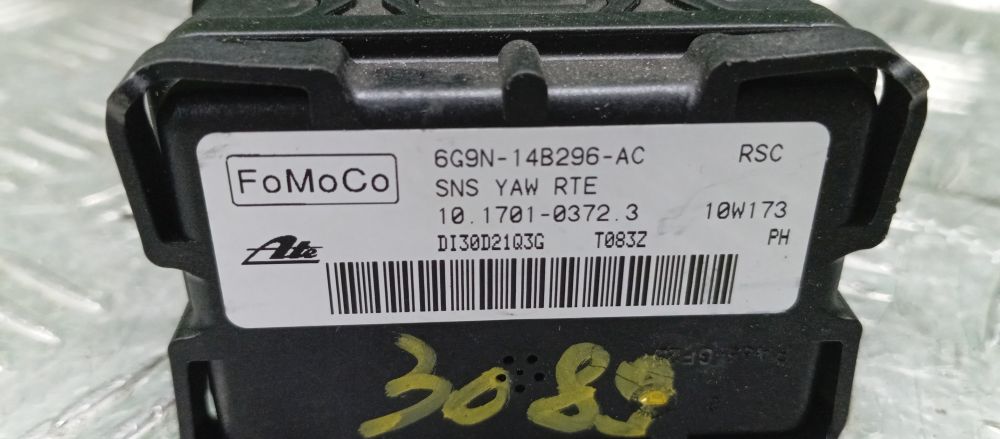 FoMoCo
6G9N-14B296-AC RSC
SNS YAW RTE
10.1701-0372.3 10W173
Ate DI30D21Q3G T083Z PH
3089